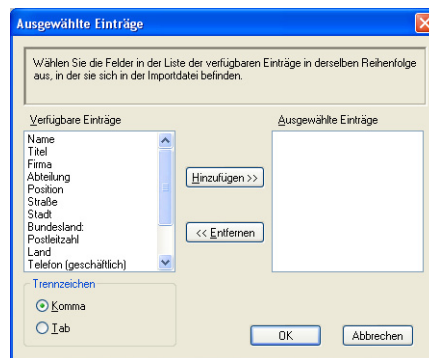 Ausgewählte Einträge
Wählen Sie die Felder in der Liste der verfügbaren Einträge in derselben Reihenfolge
aus, in der sie sich in der Importdatei befinden.
Verfügbare Einträge
Name
Titel
Firma
Abteilung
Position
Straße
Stadt
Bundesland:
Postleitzahl
Land
Telefon (geschäftlich)
Hinzufügen >>
<< Entfernen
Ausgewählte Einträge
Trennzeichen
Komma
Tab
OK
Abbrechen